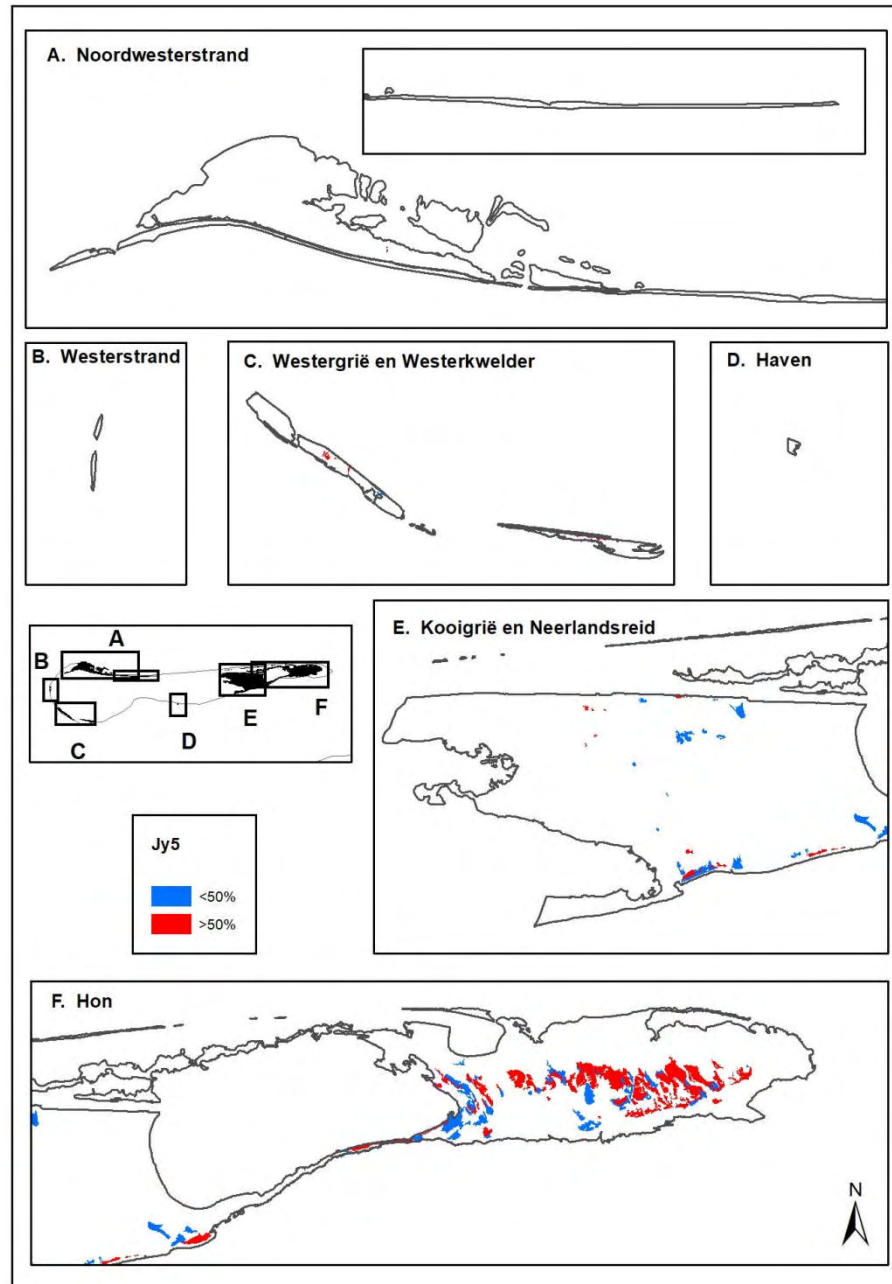 A. Noordwesterstrand
B. Westerstrand
C. Westergrië en Westerkwelder
D. Haven
A
B
C
D
E
F
E. Kooigrië en Neerlandsreid
Jy5
<50%
>50%
F. Hon
N